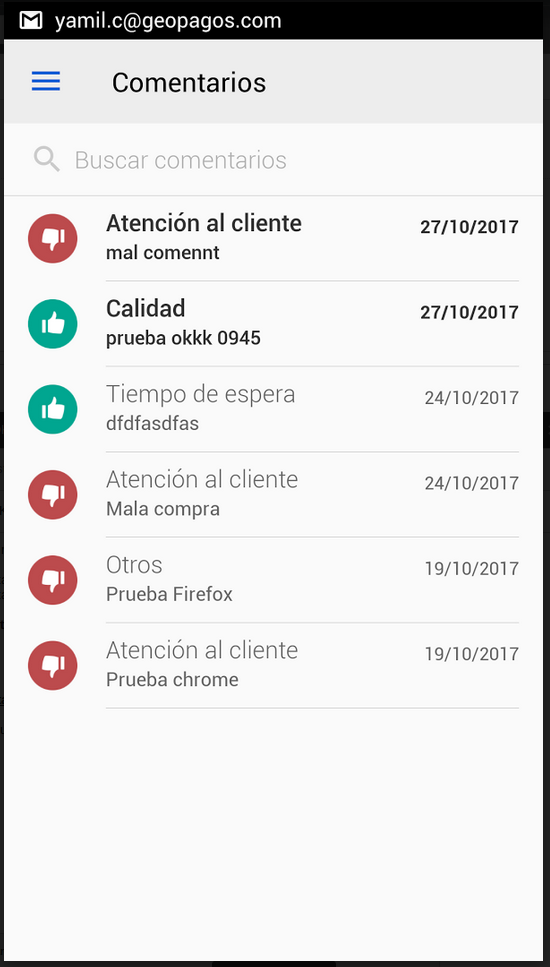 yamil.c@geopagos.com
Comentarios
Buscar comentarios
Atención al cliente 27/10/2017
mal comennt
Calidad 27/10/2017
prueba okkk 0945
Tiempo de espera 24/10/2017
dfdfasdfas
Atención al cliente 24/10/2017
Mala compra
Otros 19/10/2017
Prueba Firefox
Atención al cliente 19/10/2017
Prueba chrome